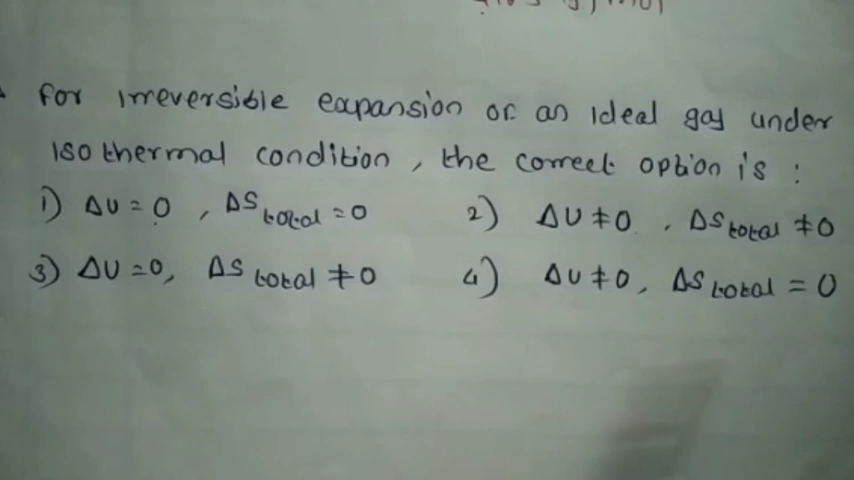 For irreversible expansion of an ideal gas under
isothermal condition, the correct option is :
1) ΔU = 0, ΔS total = 0 2) ΔU ≠ 0, ΔS total ≠ 0
3) ΔU = 0, ΔS total ≠ 0 4) ΔU ≠ 0, ΔS total = 0